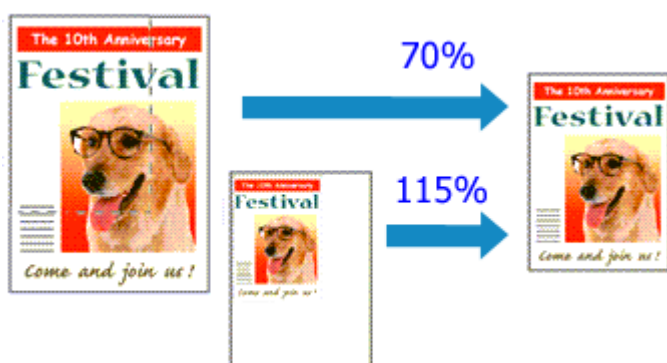 The 10th Anniversary
Festival
Come and join us !
70%
The 10th Anniversary
Festival
Come and join us !
The 10th Anniversary
Festival
Come and join us !
115%